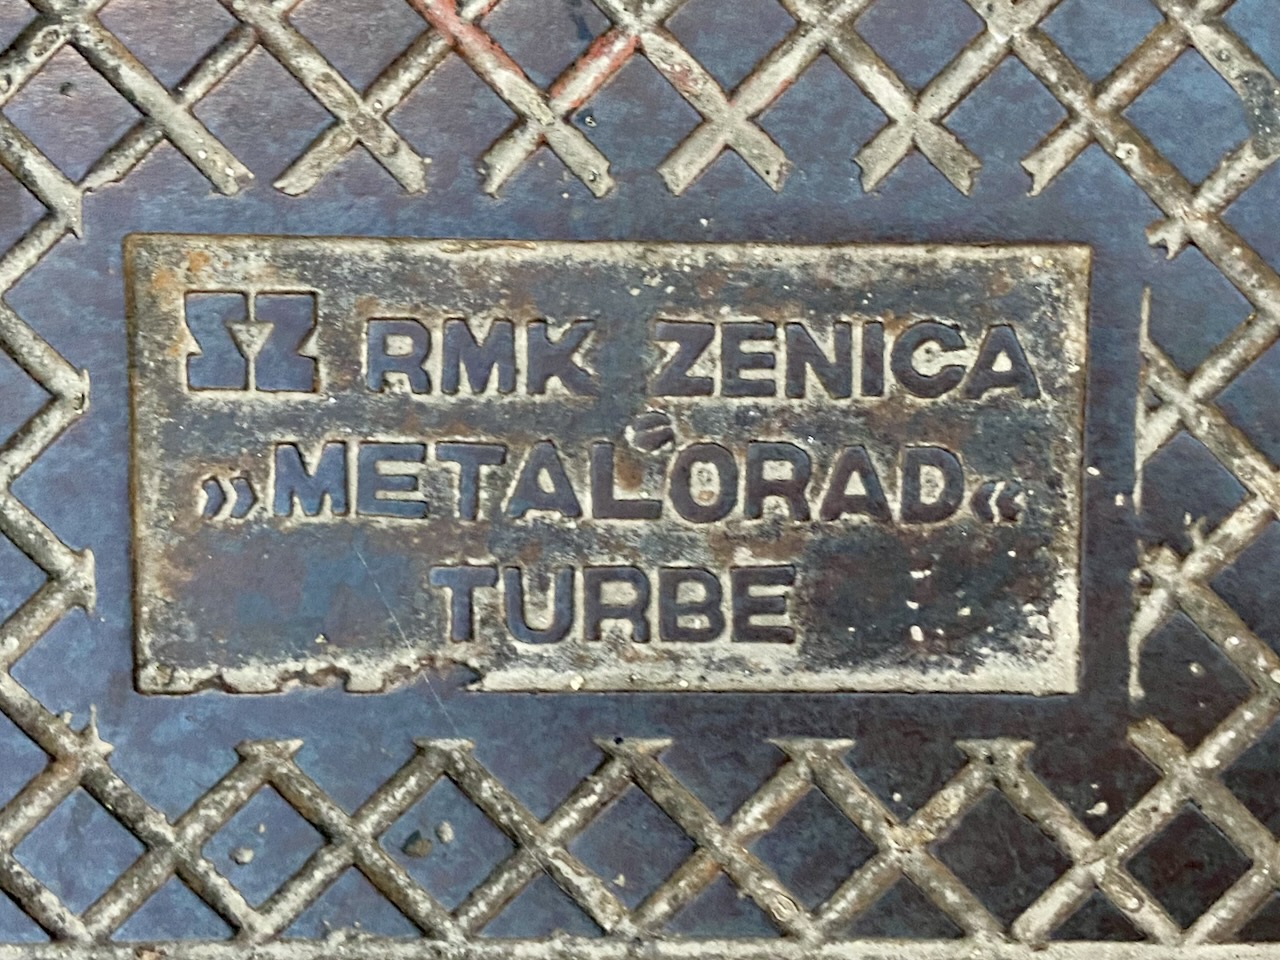 RMK ZENICA
»METALORAD«
TURBE